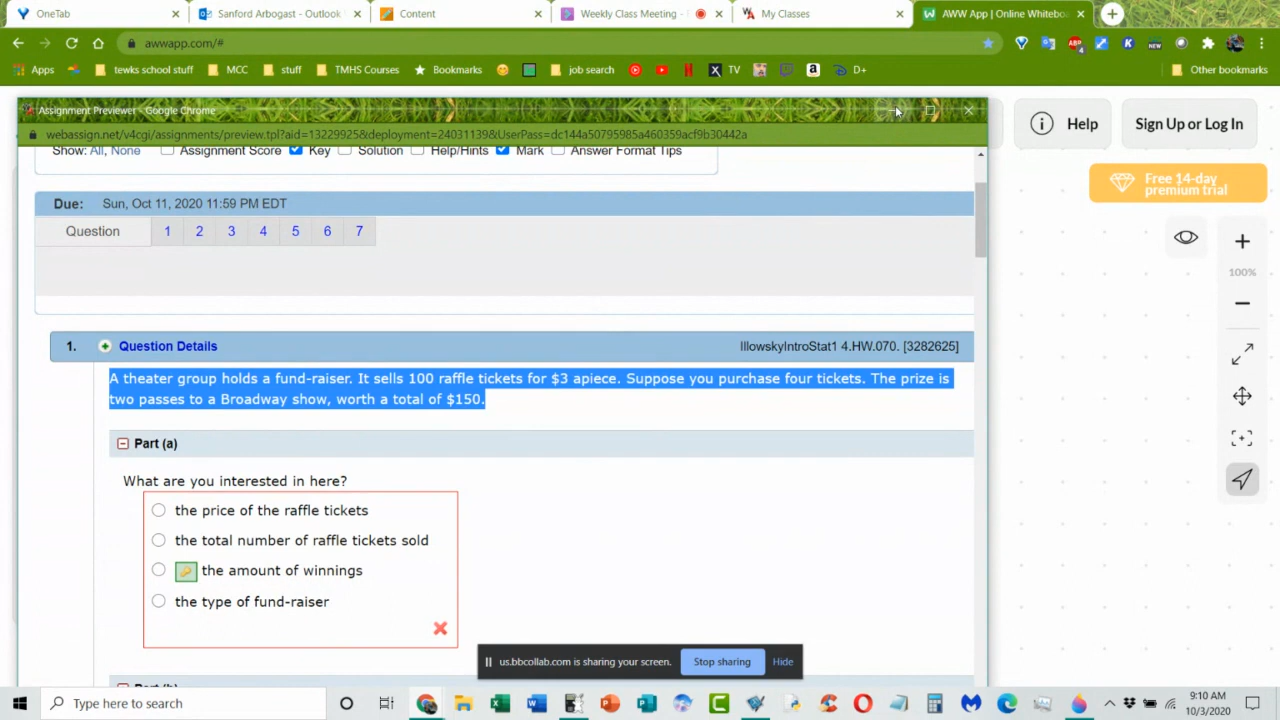 OneTab
Sanford Arbogast - Outlook
Content
Weekly Class Meeting -
My Classes
AWW App | Online Whiteboa
awwapp.com/#
Apps
tewks school stuff
MCC
stuff
TMHS Courses
Bookmarks
job search
TV
D+
Other bookmarks
Assignment Previewer - Google Chrome
webassign.net/v4cgi/assignments/preview.tpl?aid=13229925&deployment=24031139&UserPass=dc144a50795985a460359acf9b30442a
Show: All, None Assignment Score Key Solution Help/Hints Mark Answer Format Tips
Help
Sign Up or Log In
Free 14-day
premium trial
100%
Due: Sun, Oct 11, 2020 11:59 PM EDT
Question 1 2 3 4 5 6 7
1. Question Details IllowskyIntroStat1 4.HW.070. [3282625]
A theater group holds a fund-raiser. It sells 100 raffle tickets for $3 apiece. Suppose you purchase four tickets. The prize is
two passes to a Broadway show, worth a total of $150.
Part (a)
What are you interested in here?
the price of the raffle tickets
the total number of raffle tickets sold
the amount of winnings
the type of fund-raiser
us.bbcollab.com is sharing your screen. Stop sharing Hide
Type here to search
9:10 AM
10/3/2020